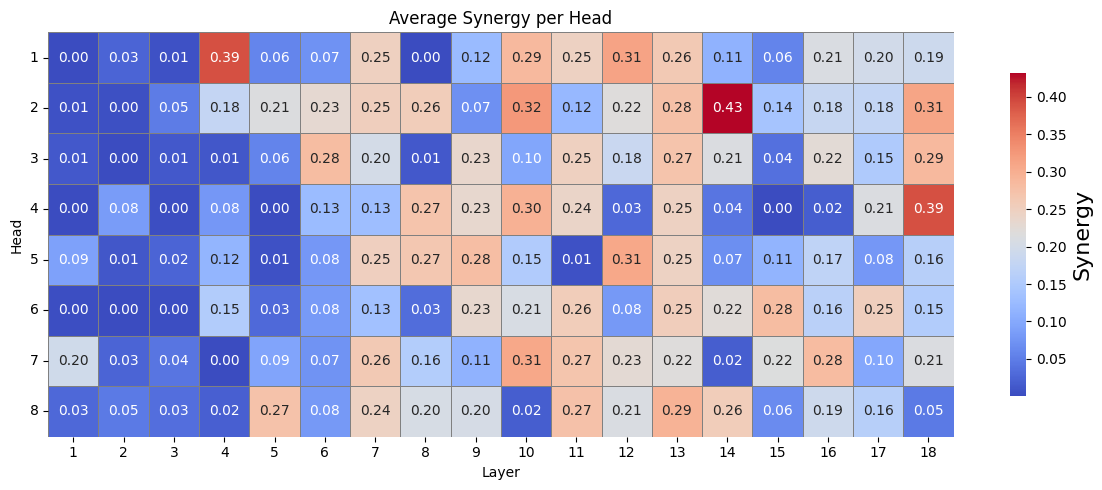 Average Synergy per Head
1 0.00 0.03 0.01 0.39 0.06 0.07 0.25 0.00 0.12 0.29 0.25 0.31 0.26 0.11 0.06 0.21 0.20 0.19
2 0.01 0.00 0.05 0.18 0.21 0.23 0.25 0.26 0.07 0.32 0.12 0.22 0.28 0.43 0.14 0.18 0.18 0.31
3 0.01 0.00 0.01 0.01 0.06 0.28 0.20 0.01 0.23 0.10 0.25 0.18 0.27 0.21 0.04 0.22 0.15 0.29
4 0.00 0.08 0.00 0.08 0.00 0.13 0.13 0.27 0.23 0.30 0.24 0.03 0.25 0.04 0.00 0.02 0.21 0.39
5 0.09 0.01 0.02 0.12 0.01 0.08 0.25 0.27 0.28 0.15 0.01 0.31 0.25 0.07 0.11 0.17 0.08 0.16
6 0.00 0.00 0.00 0.15 0.03 0.07 0.13 0.03 0.23 0.21 0.26 0.08 0.25 0.22 0.28 0.16 0.25 0.15
7 0.20 0.03 0.04 0.00 0.09 0.07 0.26 0.16 0.11 0.31 0.27 0.23 0.22 0.02 0.22 0.28 0.10 0.21
8 0.03 0.05 0.03 0.02 0.27 0.08 0.24 0.20 0.20 0.02 0.27 0.21 0.29 0.26 0.06 0.19 0.16 0.05
1 2 3 4 5 6 7 8 9 10 11 12 13 14 15 16 17 18
Layer
Head
0.40
0.35
0.30
0.25
0.20
0.15
0.10
0.05
Synergy